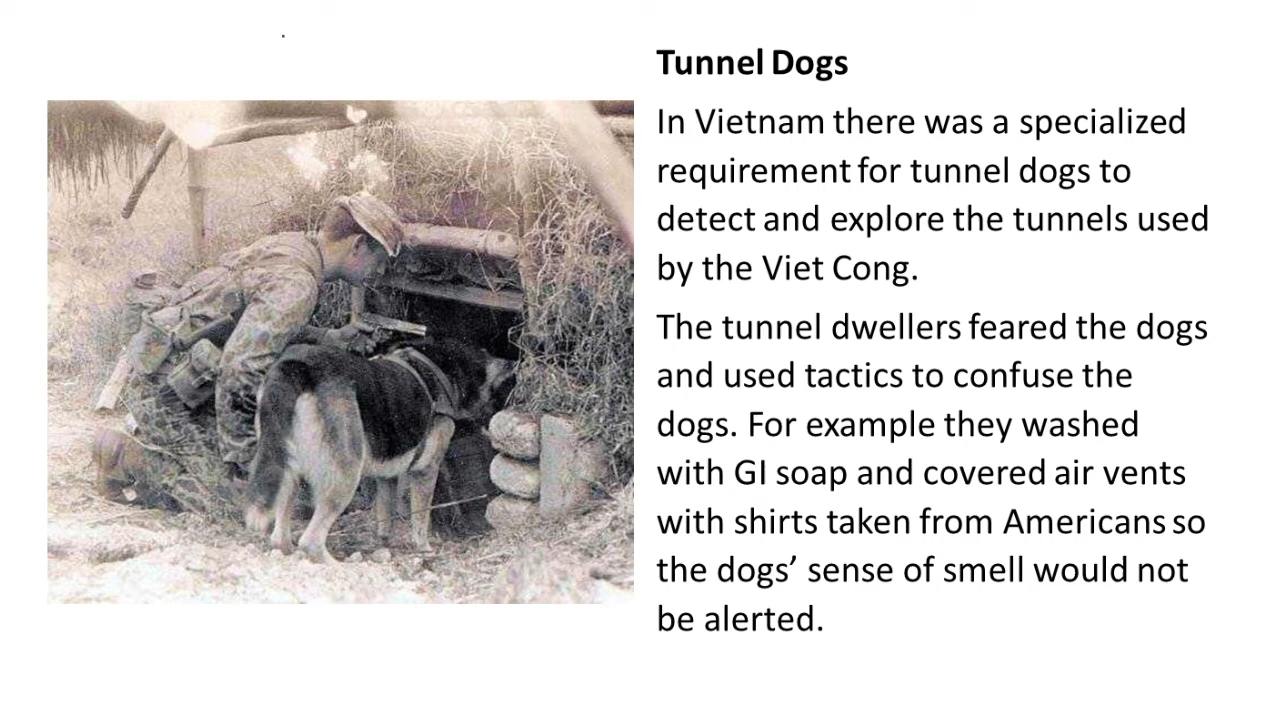 Tunnel Dogs
In Vietnam there was a specialized
requirement for tunnel dogs to
detect and explore the tunnels used
by the Viet Cong.
The tunnel dwellers feared the dogs
and used tactics to confuse the
dogs. For example they washed
with GI soap and covered air vents
with shirts taken from Americans so
the dogs’ sense of smell would not
be alerted.